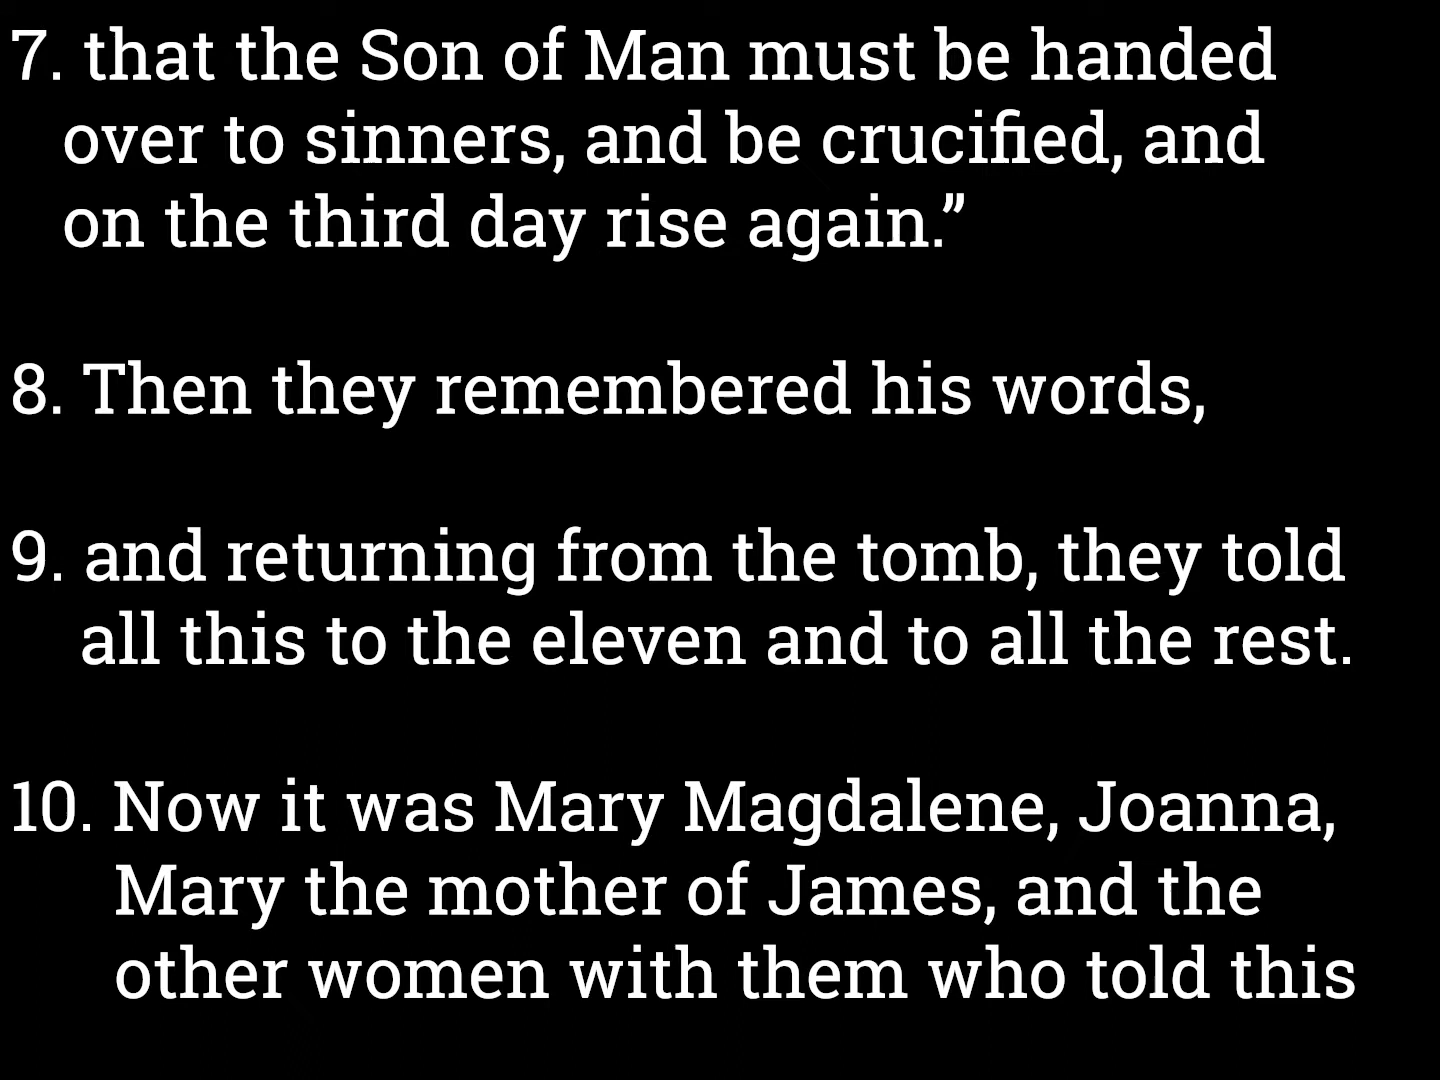 7. that the Son of Man must be handed
over to sinners, and be crucified, and
on the third day rise again.”
8. Then they remembered his words,
9. and returning from the tomb, they told
all this to the eleven and to all the rest.
10. Now it was Mary Magdalene, Joanna,
Mary the mother of James, and the
other women with them who told this